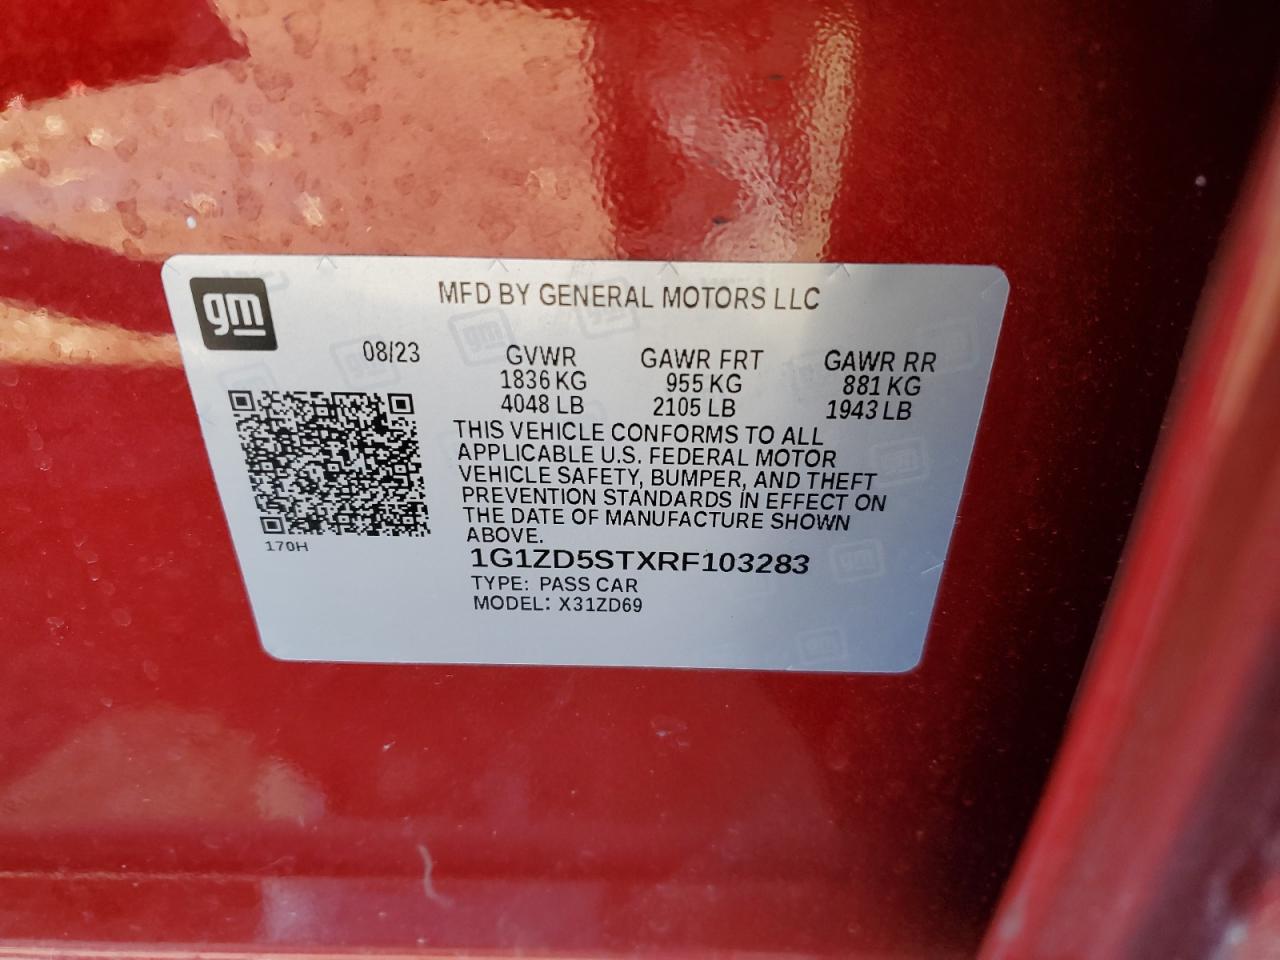 gm
MFD BY GENERAL MOTORS LLC
08/23 GVWR GAWR FRT GAWR RR
1836 KG 955 KG 881 KG
4048 LB 2105 LB 1943 LB
THIS VEHICLE CONFORMS TO ALL
APPLICABLE U.S. FEDERAL MOTOR
VEHICLE SAFETY, BUMPER, AND THEFT
PREVENTION STANDARDS IN EFFECT ON
THE DATE OF MANUFACTURE SHOWN
ABOVE.
170H
1G1ZD5STXRF103283
TYPE: PASS CAR
MODEL: X31ZD69